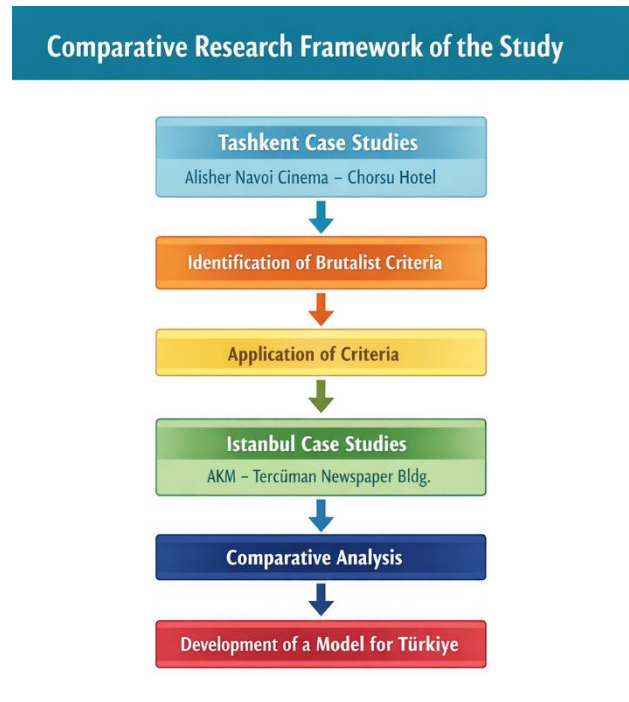 Comparative Research Framework of the Study
Tashkent Case Studies
Alisher Navoi Cinema – Chorsu Hotel
Identification of Brutalist Criteria
Application of Criteria
Istanbul Case Studies
AKM – Tercüman Newspaper Bldg.
Comparative Analysis
Development of a Model for Türkiye